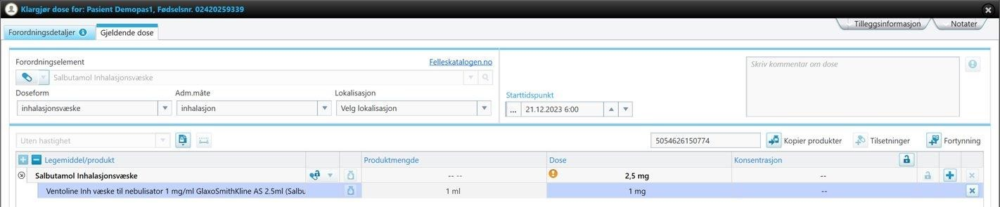 Klargjør dose for: Pasient Demopas1, Fødselsnr. 02420259339
Forordningsdetaljer
Gjeldende dose
Tilleggsinformasjon
Notater
Forordningselement
Felleskatalogen.no
Salbutamol Inhalasjonsvæske
Doseform
Adm.måte
Lokalisasjon
inhalasjonsvæske
inhalasjon
Velg lokalisasjon
Starttidspunkt
... 21.12.2023 6:00
Skriv kommentar om dose
Uten hastighet
5054626150774
Kopier produkter
Tilsetninger
Fortynning
Legemiddel/produkt
Produktmengde
Dose
Konsentrasjon
Salbutamol Inhalasjonsvæske
-- --
2,5 mg
--
Ventoline Inh væske til nebulisator 1 mg/ml GlaxoSmithKline AS 2.5ml (Salbu
1 ml
1 mg
--